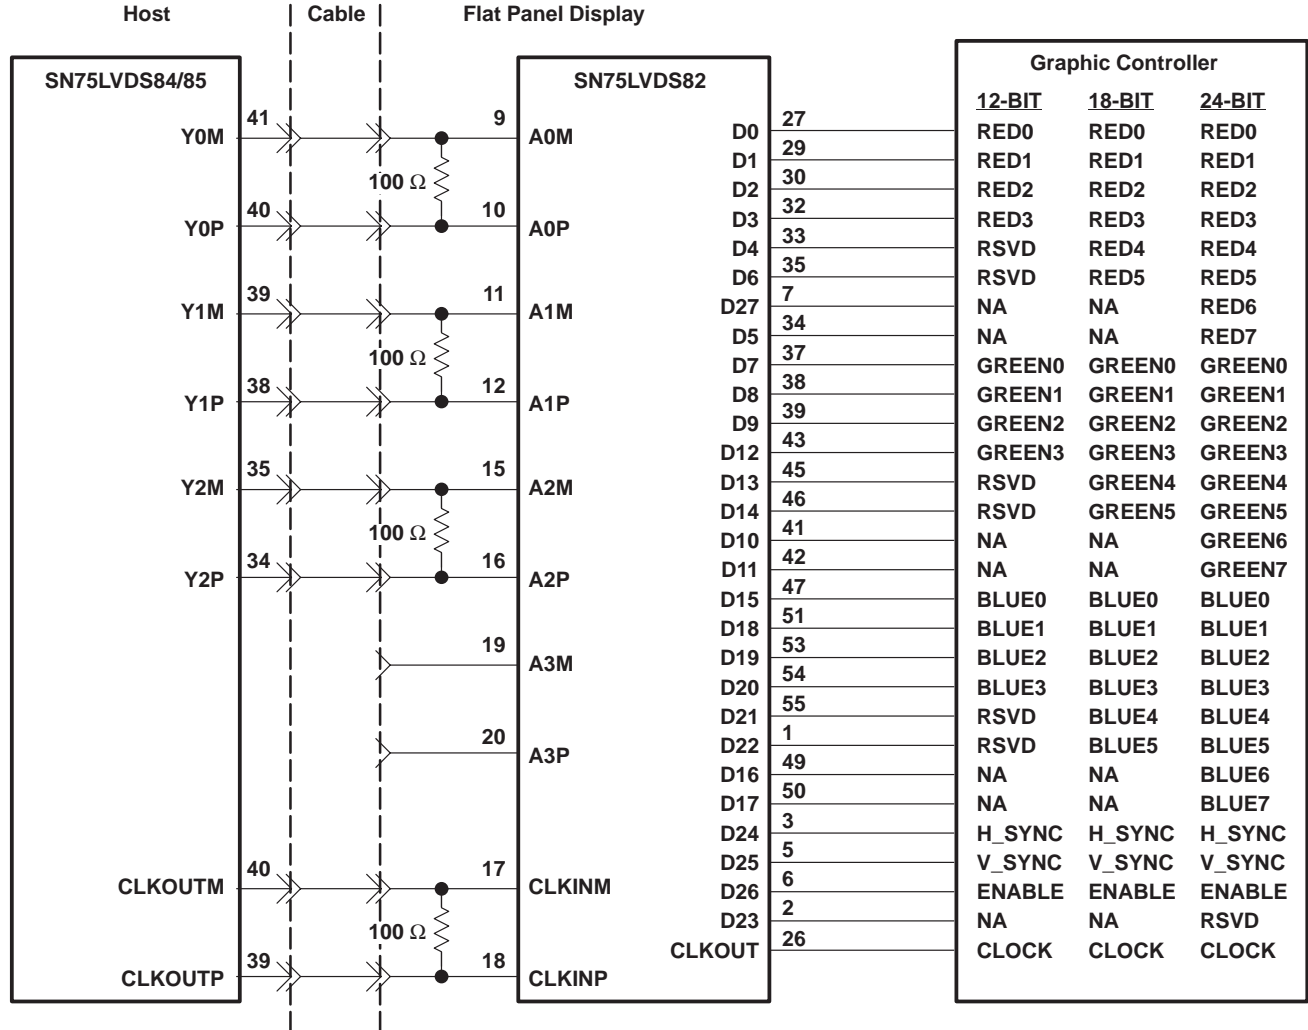 Host Cable Flat Panel Display
SN75LVDS84/85
Y0M 41
Y0P 40
Y1M 39
Y1P 38
Y2M 35
Y2P 34
CLKOUTM 40
CLKOUTP 39
100 Ω
100 Ω
100 Ω
100 Ω
SN75LVDS82
9 A0M
10 A0P
11 A1M
12 A1P
15 A2M
16 A2P
19 A3M
20 A3P
17 CLKINM
18 CLKINP
Graphic Controller
12-BIT 18-BIT 24-BIT
D0 27 RED0 RED0 RED0
D1 29 RED1 RED1 RED1
D2 30 RED2 RED2 RED2
D3 32 RED3 RED3 RED3
D4 33 RSVD RED4 RED4
D6 35 RSVD RED5 RED5
D27 7 NA NA RED6
D5 34 NA NA RED7
D7 37 GREEN0 GREEN0 GREEN0
D8 38 GREEN1 GREEN1 GREEN1
D9 39 GREEN2 GREEN2 GREEN2
D12 43 GREEN3 GREEN3 GREEN3
D13 45 RSVD GREEN4 GREEN4
D14 46 RSVD GREEN5 GREEN5
D10 41 NA NA GREEN6
D11 42 NA NA GREEN7
D15 47 BLUE0 BLUE0 BLUE0
D18 51 BLUE1 BLUE1 BLUE1
D19 53 BLUE2 BLUE2 BLUE2
D20 54 BLUE3 BLUE3 BLUE3
D21 55 RSVD BLUE4 BLUE4
D22 1 RSVD BLUE5 BLUE5
D16 49 NA NA BLUE6
D17 50 NA NA BLUE7
D24 3 H_SYNC H_SYNC H_SYNC
D25 5 V_SYNC V_SYNC V_SYNC
D26 6 ENABLE ENABLE ENABLE
D23 2 NA NA RSVD
CLKOUT 26 CLOCK CLOCK CLOCK